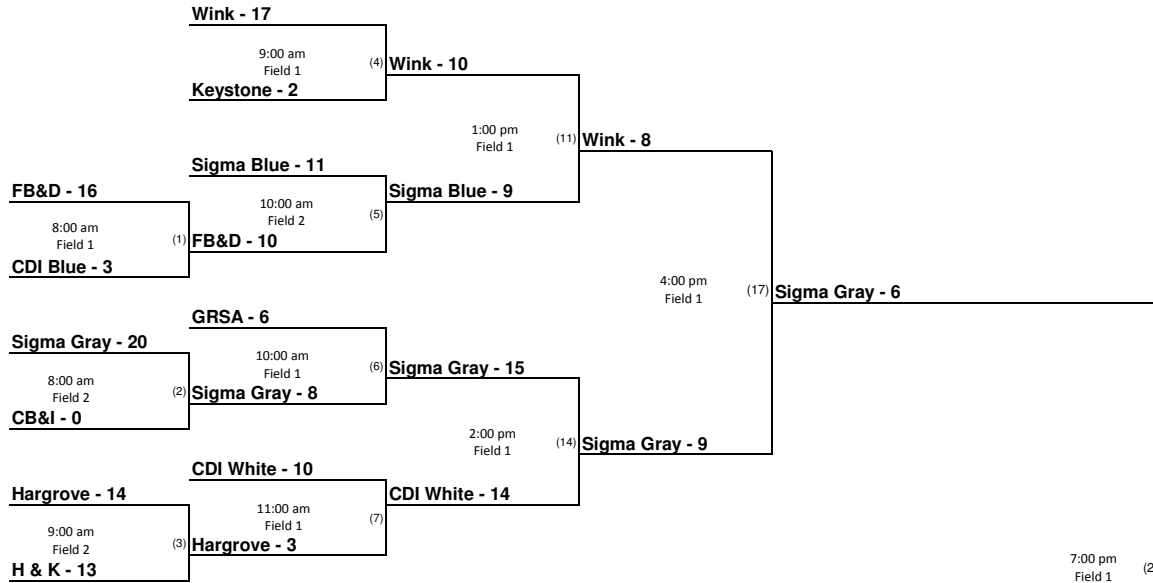 Wink - 17
9:00 am
Field 1
(4)
Wink - 10
Keystone - 2
1:00 pm
Field 1
(11)
Wink - 8
Sigma Blue - 11
FB&D - 16
Sigma Blue - 9
10:00 am
Field 2
(5)
8:00 am
Field 1
(1)
FB&D - 10
CDI Blue - 3
4:00 pm
Field 1
(17)
Sigma Gray - 6
GRSA - 6
Sigma Gray - 20
10:00 am
Field 1
(6)
Sigma Gray - 15
8:00 am
Field 2
(2)
Sigma Gray - 8
CB&I - 0
2:00 pm
Field 1
(14)
Sigma Gray - 9
CDI White - 10
Hargrove - 14
CDI White - 14
11:00 am
Field 1
(7)
9:00 am
Field 2
(3)
Hargrove - 3
H & K - 13
7:00 pm
Field 1